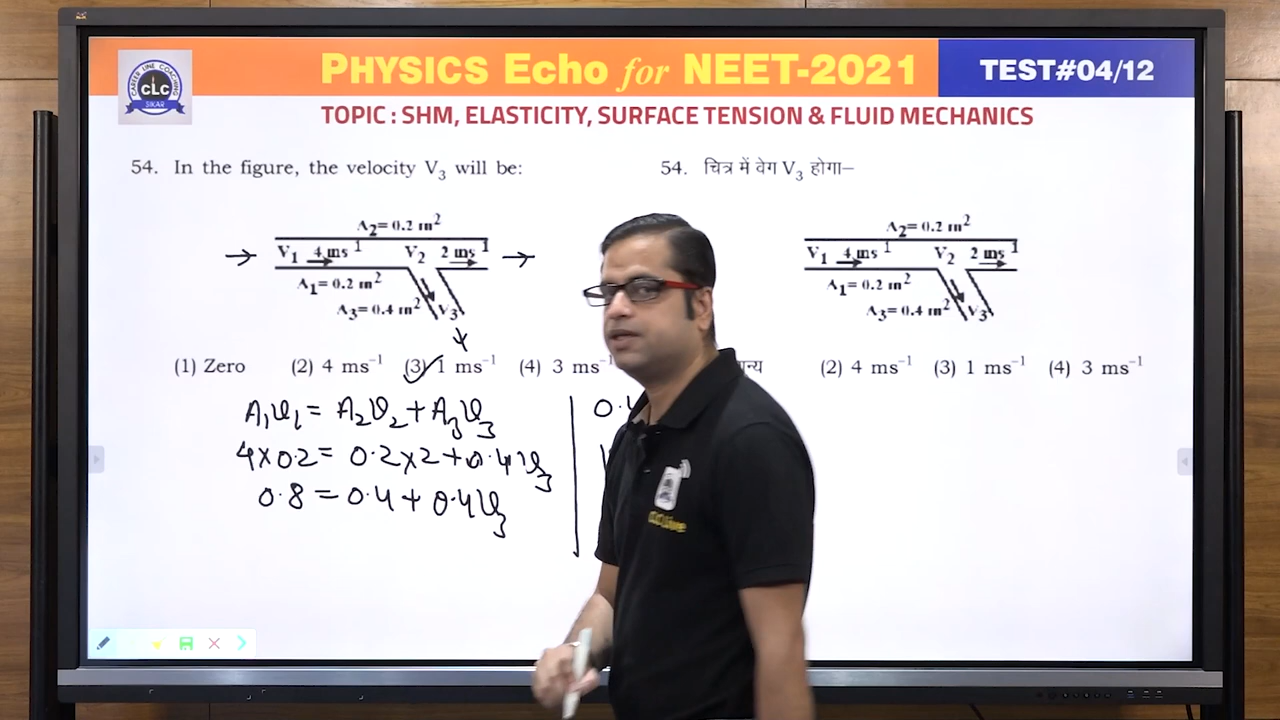 CAREER LINE COACHING
CLC
SIKAR
PHYSICS Echo for NEET-2021
TEST#04/12
TOPIC : SHM, ELASTICITY, SURFACE TENSION & FLUID MECHANICS
54. In the figure, the velocity V₃ will be:
A₂= 0.2 m²
V₁ 4 ms⁻¹ V₂ 2 ms⁻¹
A₁= 0.2 m²
A₃= 0.4 m² V₃
(1) Zero (2) 4 ms⁻¹ (3) 1 ms⁻¹ (4) 3 ms⁻¹
A₁v₁ = A₂v₂ + A₃v₃
4×0.2 = 0.2×2+0.4v₃
0.8 = 0.4 + 0.4v₃
54. चित्र में वेग V₃ होगा–
A₂= 0.2 m²
V₁ 4 ms⁻¹ V₂ 2 ms⁻¹
A₁= 0.2 m²
A₃= 0.4 m² V₃
(2) 4 ms⁻¹ (3) 1 ms⁻¹ (4) 3 ms⁻¹